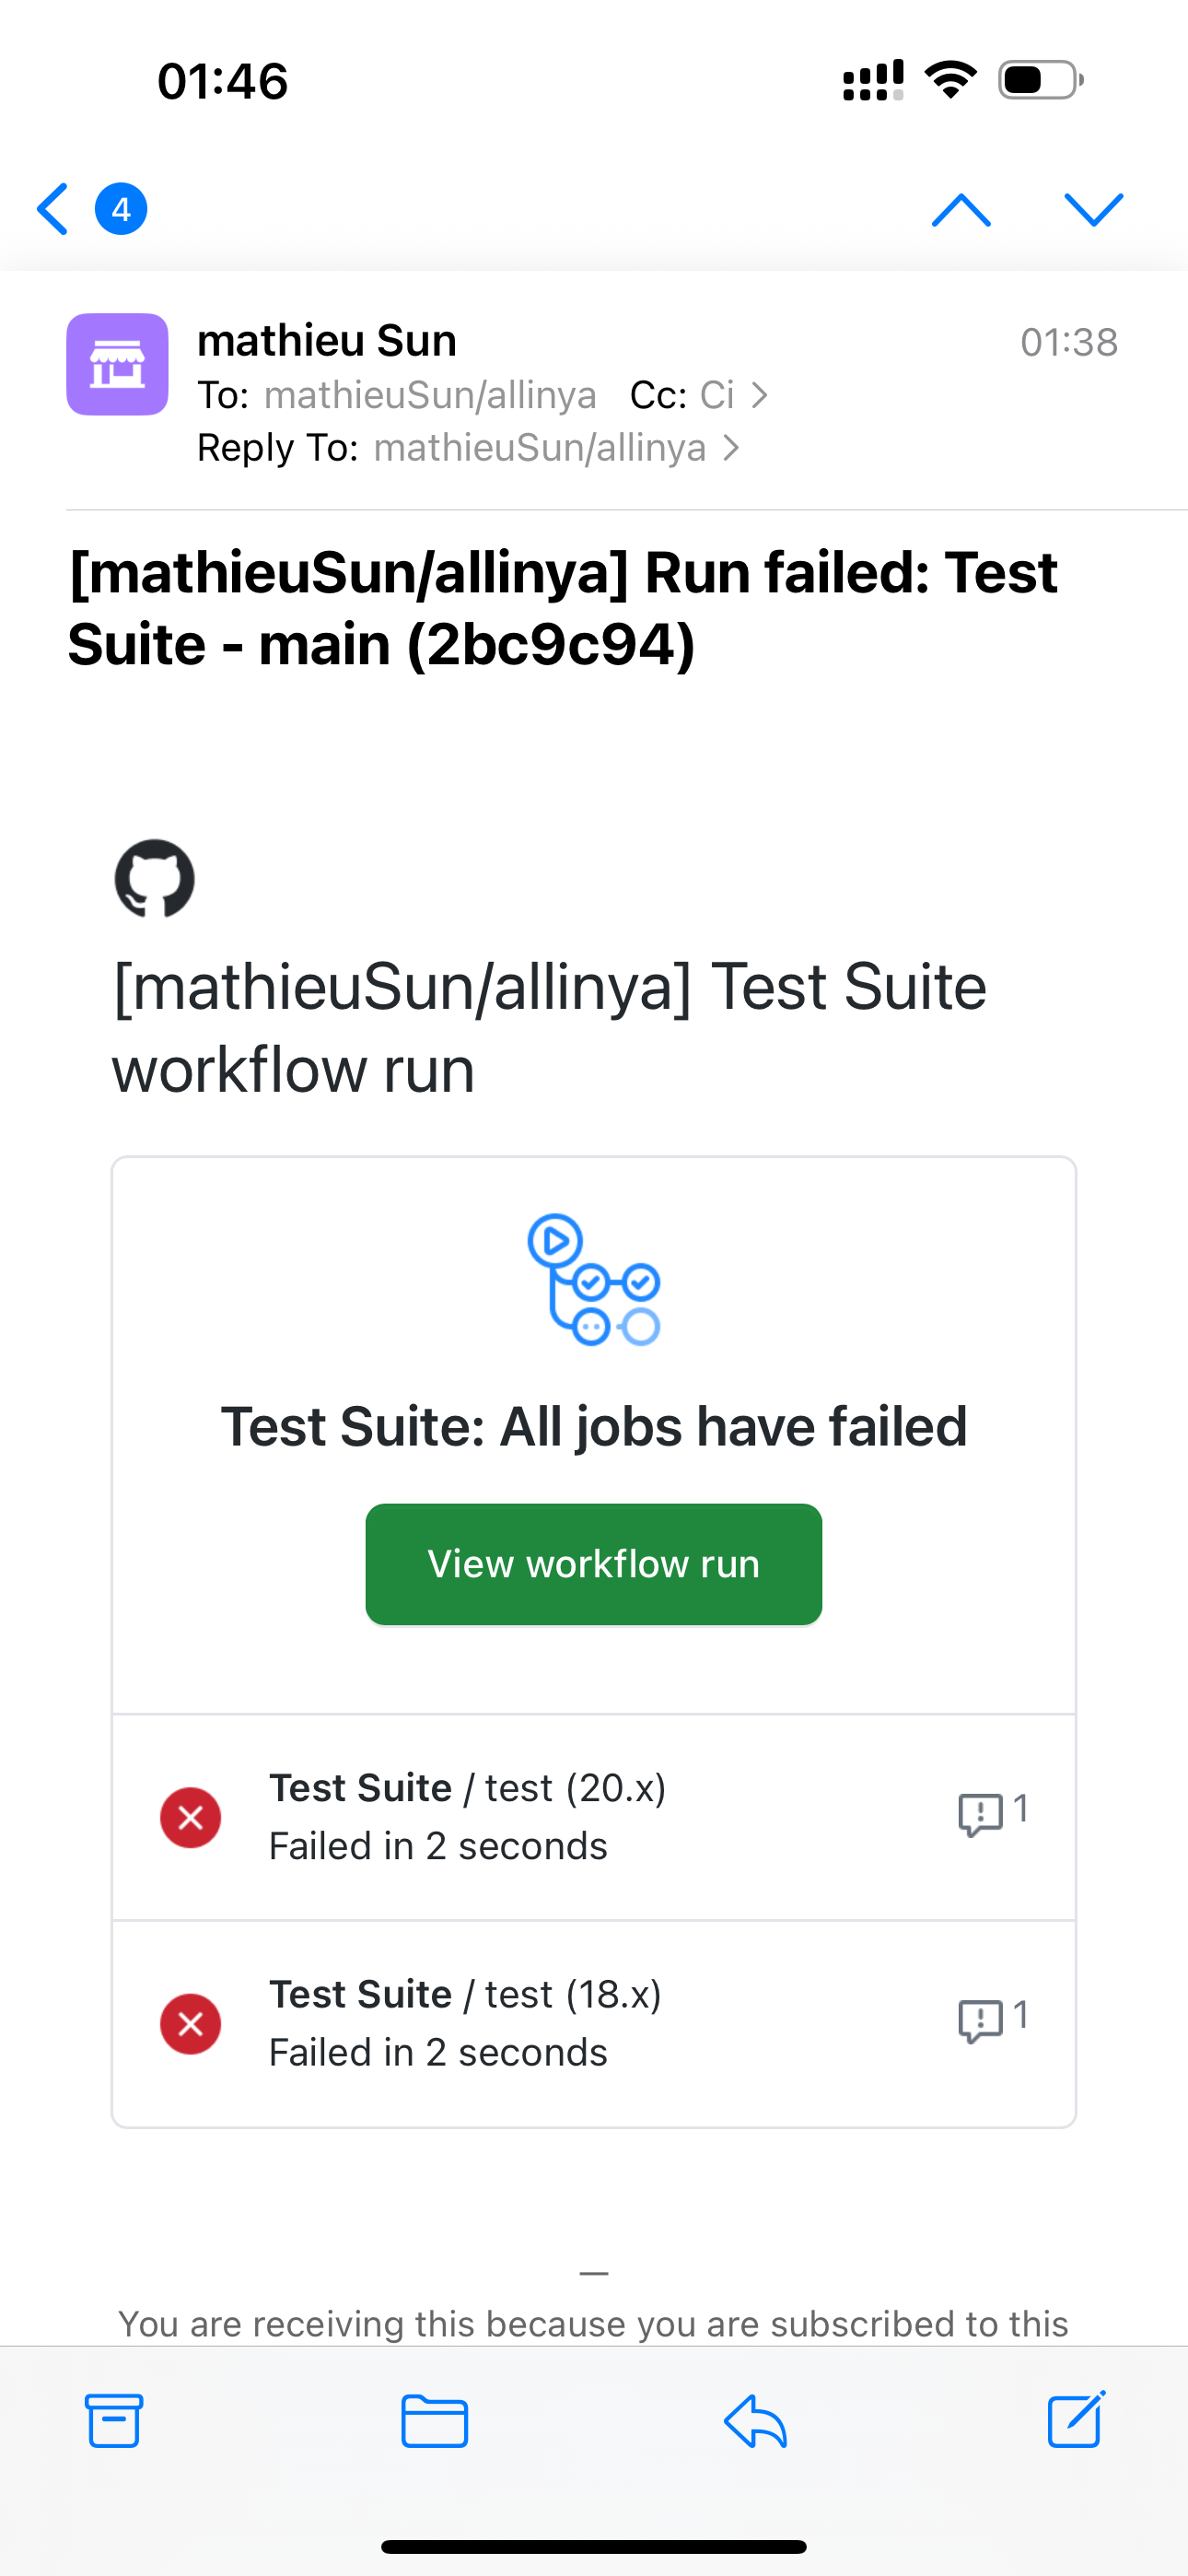 01:46
4
mathieu Sun
01:38
To: mathieuSun/allinya Cc: Ci
Reply To: mathieuSun/allinya
[mathieuSun/allinya] Run failed: Test
Suite - main (2bc9c94)
[mathieuSun/allinya] Test Suite
workflow run
Test Suite: All jobs have failed
View workflow run
Test Suite / test (20.x)
1
Failed in 2 seconds
Test Suite / test (18.x)
1
Failed in 2 seconds
—
You are receiving this because you are subscribed to this